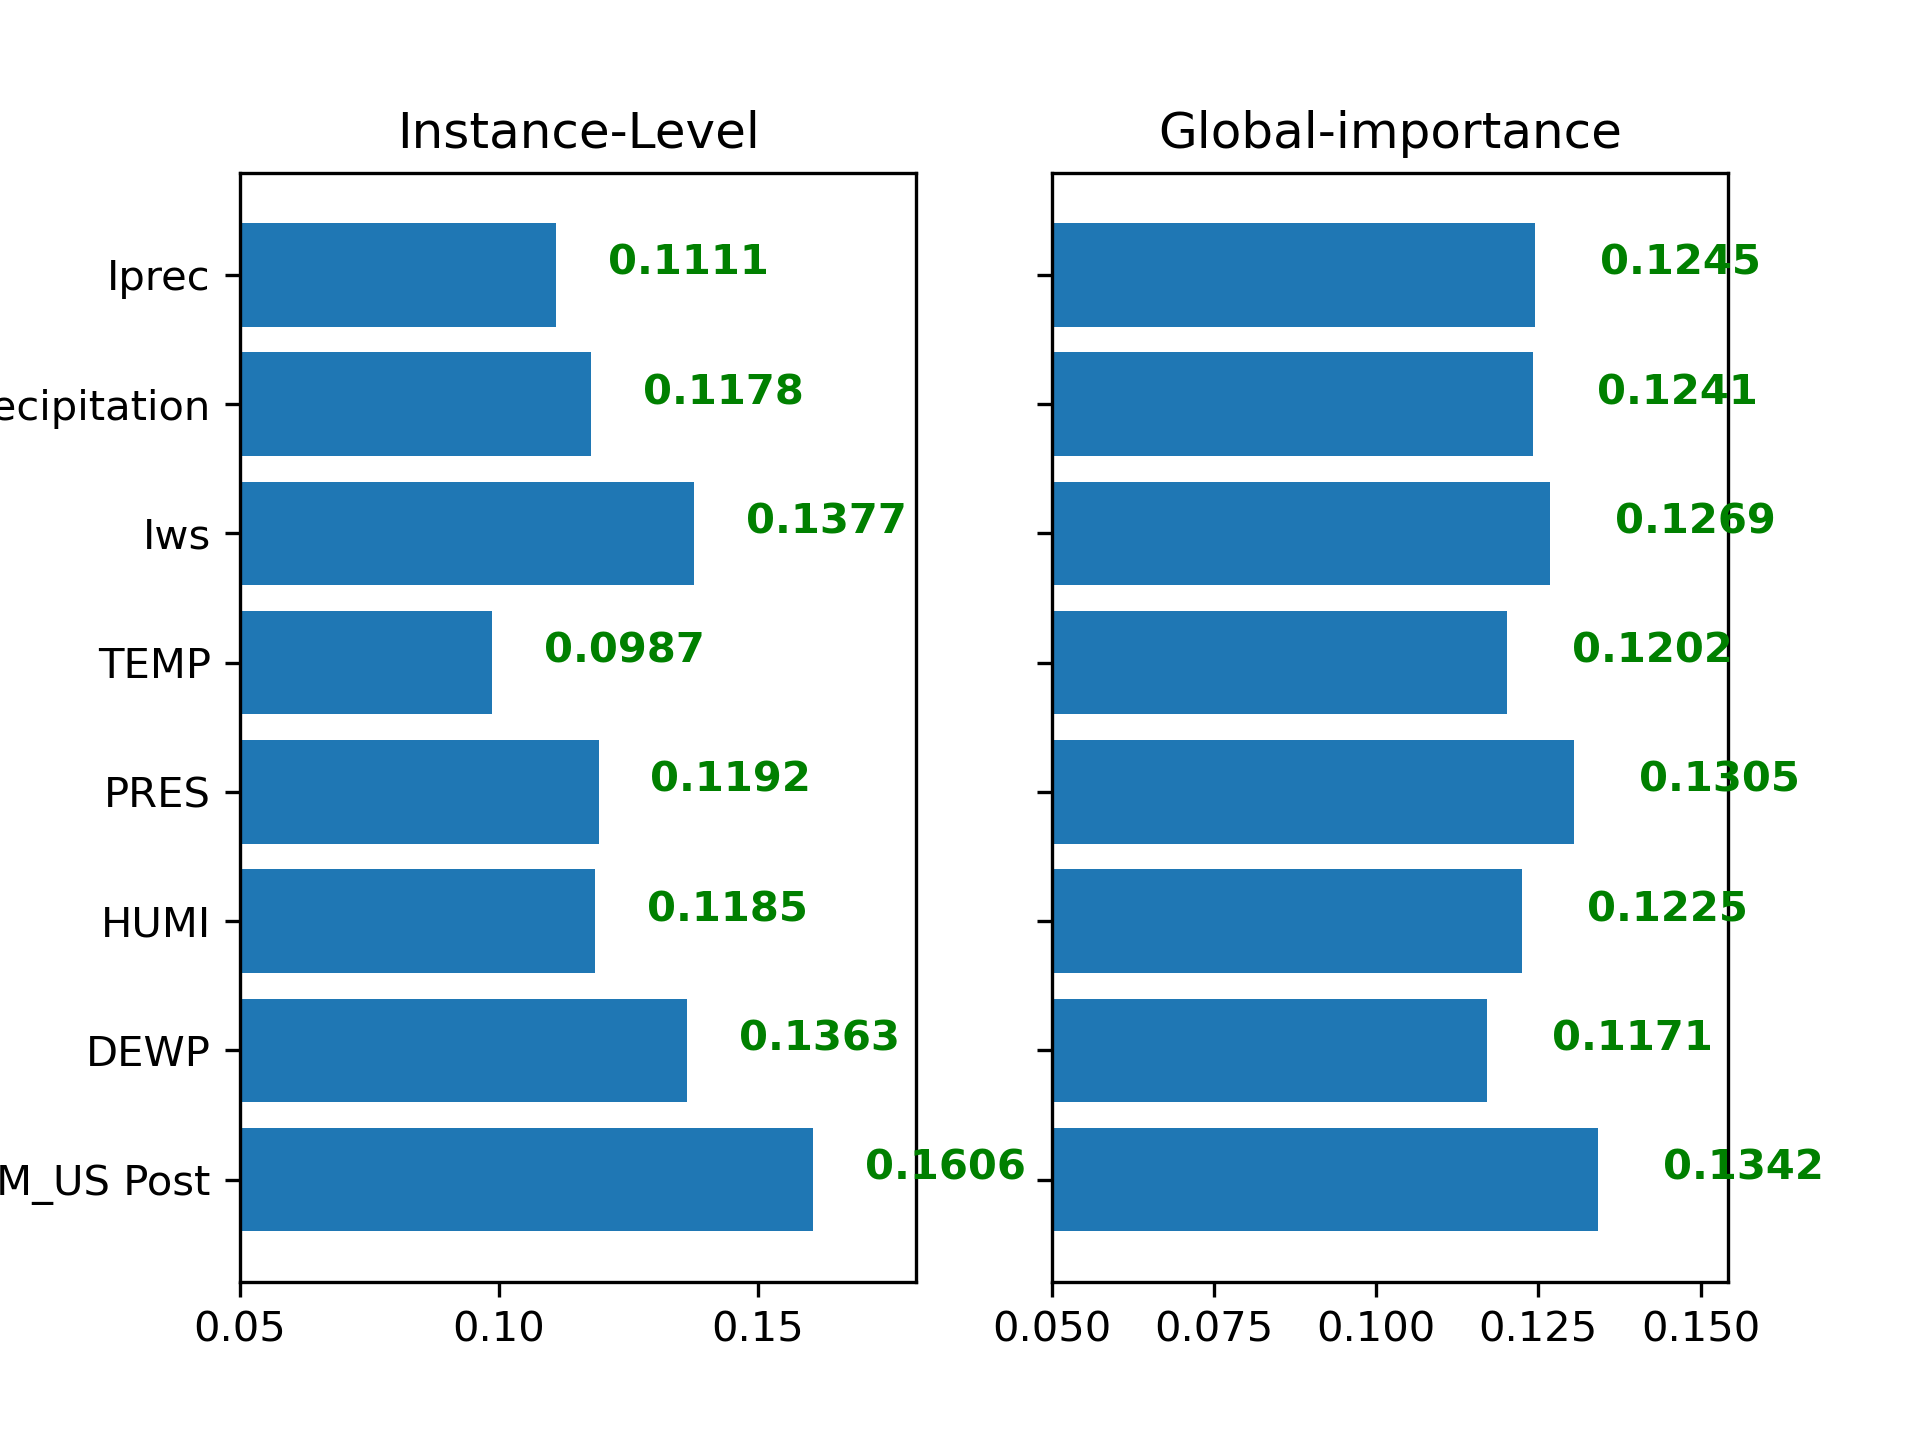 Instance-Level
Iprec
ecipitation
Iws
TEMP
PRES
HUMI
DEWP
M_US Post
0.1111
0.1178
0.1377
0.0987
0.1192
0.1185
0.1363
0.1606
0.05 0.10 0.15
Global-importance
0.1245
0.1241
0.1269
0.1202
0.1305
0.1225
0.1171
0.1342
0.050 0.075 0.100 0.125 0.150